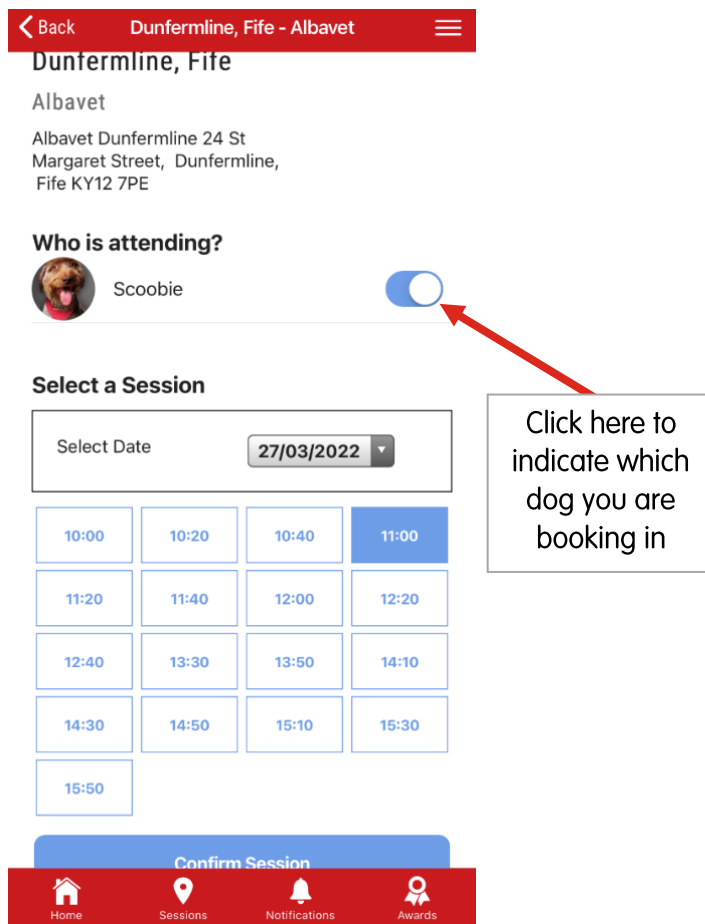 Back Dunfermline, Fife - Albavet
Dunfermline, Fife
Albavet
Albavet Dunfermline 24 St
Margaret Street, Dunfermline,
Fife KY12 7PE
Who is attending?
Scoobie
Select a Session
Select Date 27/03/2022
Click here to
indicate which
dog you are
booking in
10:00 10:20 10:40 11:00
11:20 11:40 12:00 12:20
12:40 13:30 13:50 14:10
14:30 14:50 15:10 15:30
15:50
Confirm Session
Home Sessions Notifications Awards